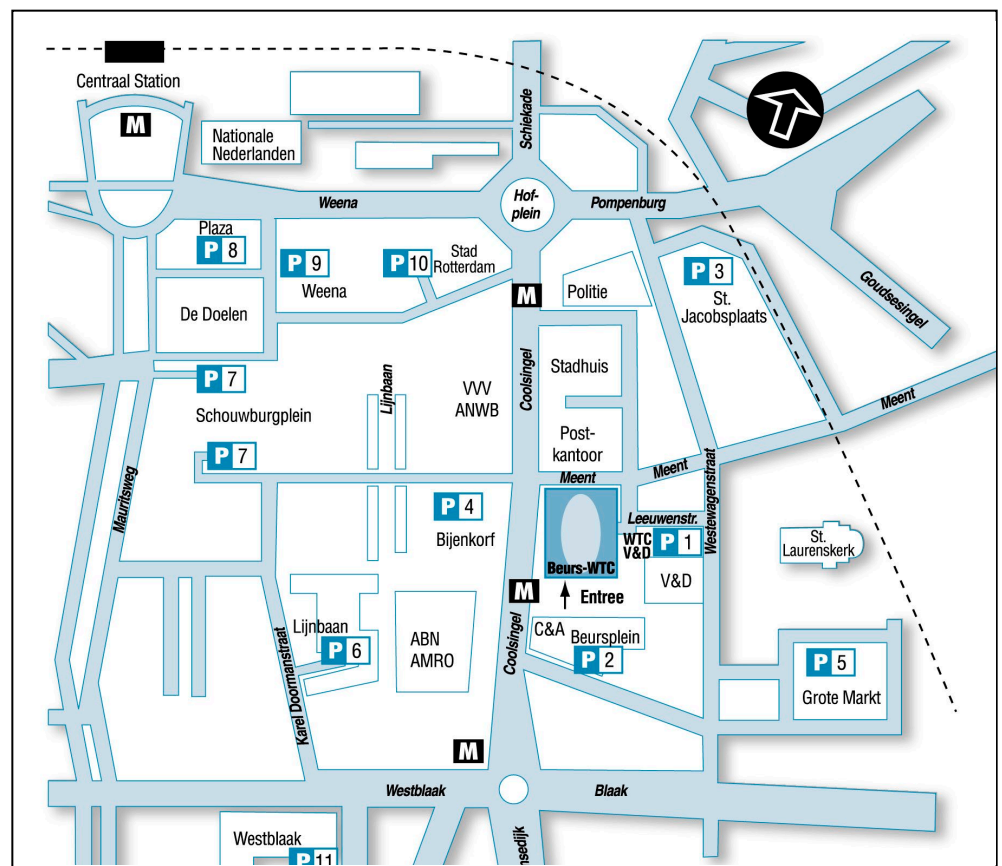 Centraal Station
M
Nationale
Nederlanden
Schiekade
Weena
Hof-
plein
Pompenburg
Plaza
P 8
P 9
Weena
P 10
Stad
Rotterdam
M
Politie
P 3
St.
Jacobsplaats
Goudsesingel
De Doelen
P 7
Schouwburgplein
Lijnbaan
VVV
ANWB
Coolsingel
Stadhuis
Post-
kantoor
Meent
Meent
Meent
Mauritsweg
P 7
P 4
Bijenkorf
Westewagenstraat
Leeuwenstr.
WTC
V&D
P 1
St.
Laurenskerk
Beurs-WTC
V&D
M
Entree
Lijnbaan
P 6
Karel Doormanstraat
ABN
AMRO
Coolsingel
C&A
Beursplein
P 2
P 5
Grote Markt
M
Westblaak
Blaak
Westblaak
P 11